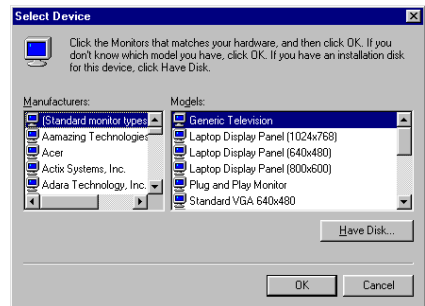 Select Device
Click the Monitors that matches your hardware, and then click OK. If you
don't know which model you have, click OK. If you have an installation disk
for this device, click Have Disk.
Manufacturers:
(Standard monitor types
Aamazing Technologies
Acer
Actix Systems, Inc.
Adara Technology, Inc.
Models:
Generic Television
Laptop Display Panel (1024x768)
Laptop Display Panel (640x480)
Laptop Display Panel (800x600)
Plug and Play Monitor
Standard VGA 640x480
Have Disk...
OK
Cancel